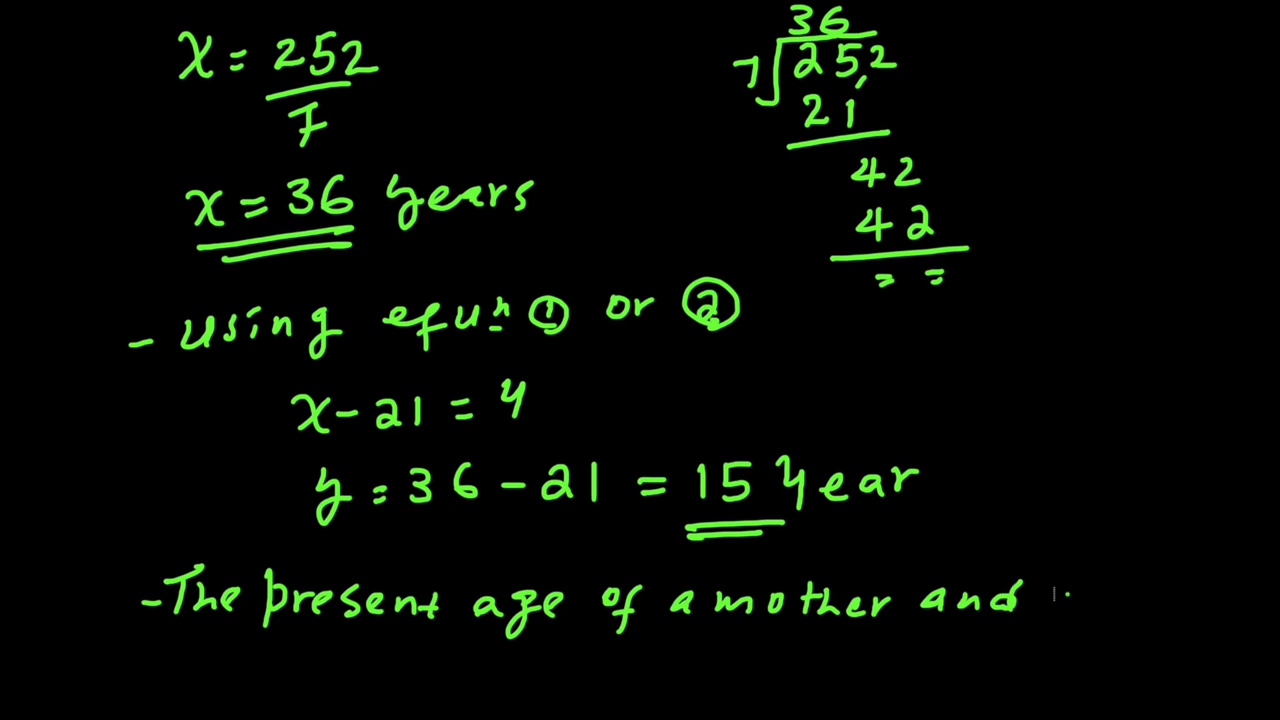 x = 252
7
x = 36 years
36
7 252
21
42
42
= =
- Using equn ① or ②
x - 21 = y
y = 36 - 21 = 15 Year
- The present age of a mother and